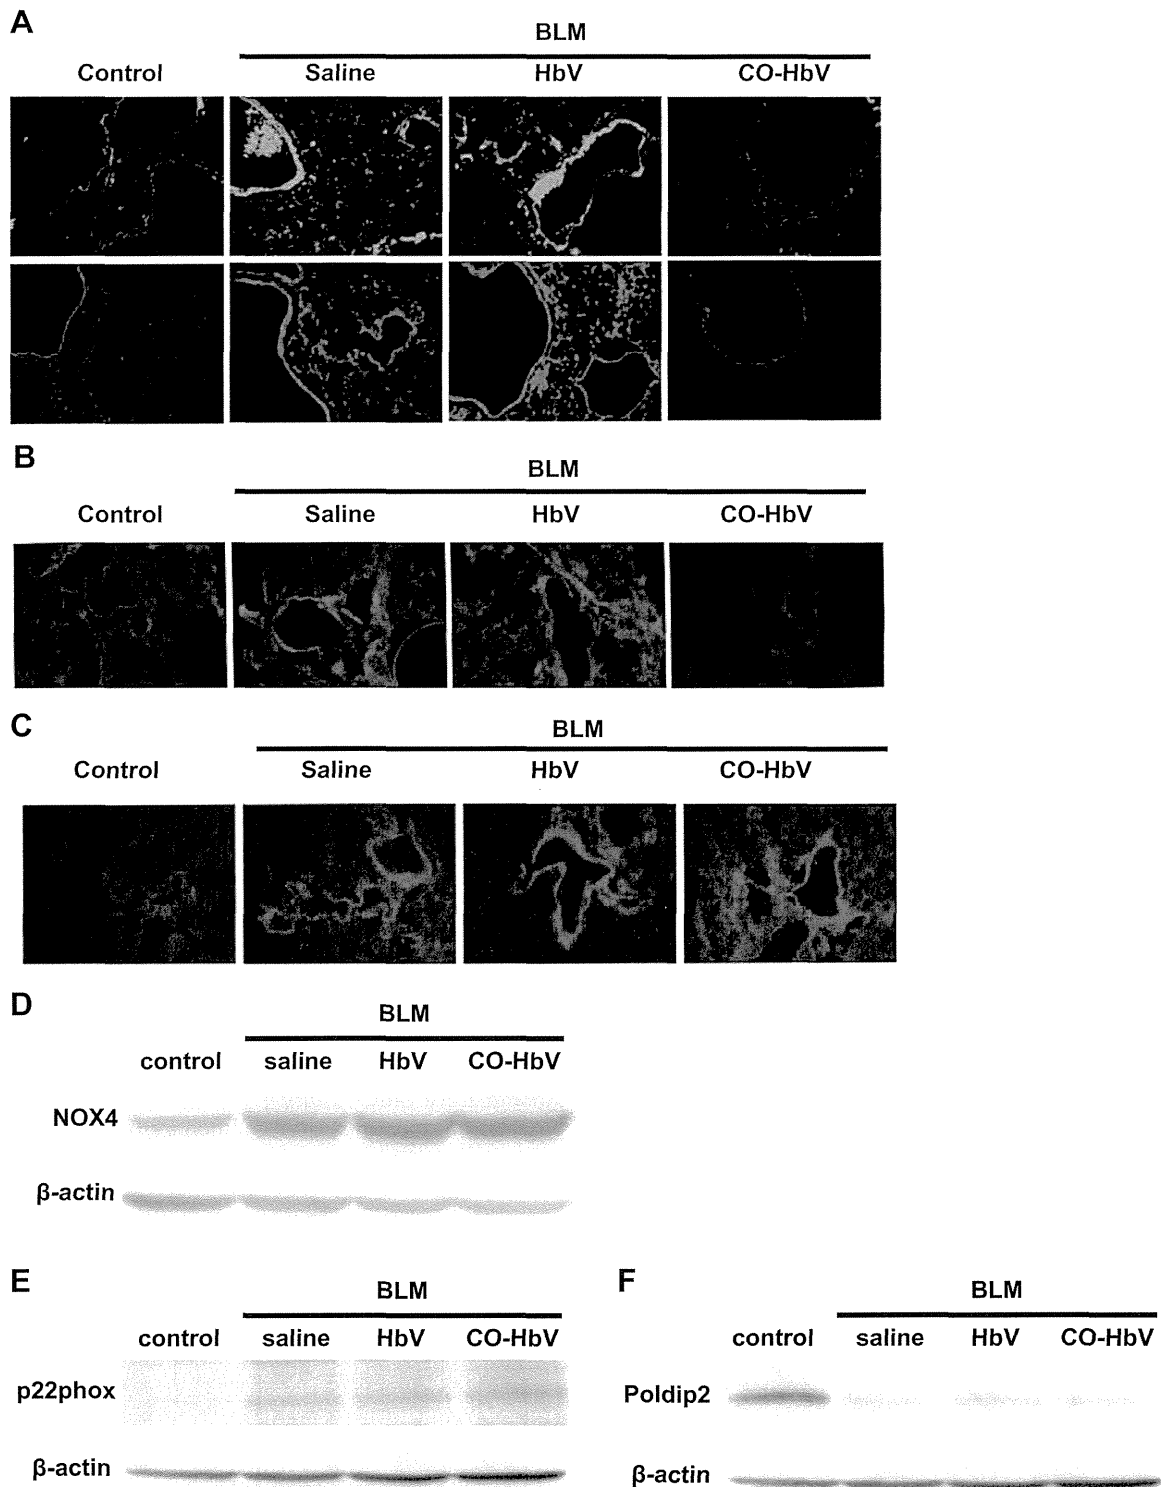 A
BLM
Control Saline HbV CO-HbV
B
BLM
Control Saline HbV CO-HbV
C
BLM
Control Saline HbV CO-HbV
D
BLM
control saline HbV CO-HbV
NOX4
β-actin
E
BLM
control saline HbV CO-HbV
p22phox
β-actin
F
BLM
control saline HbV CO-HbV
Poldip2
β-actin